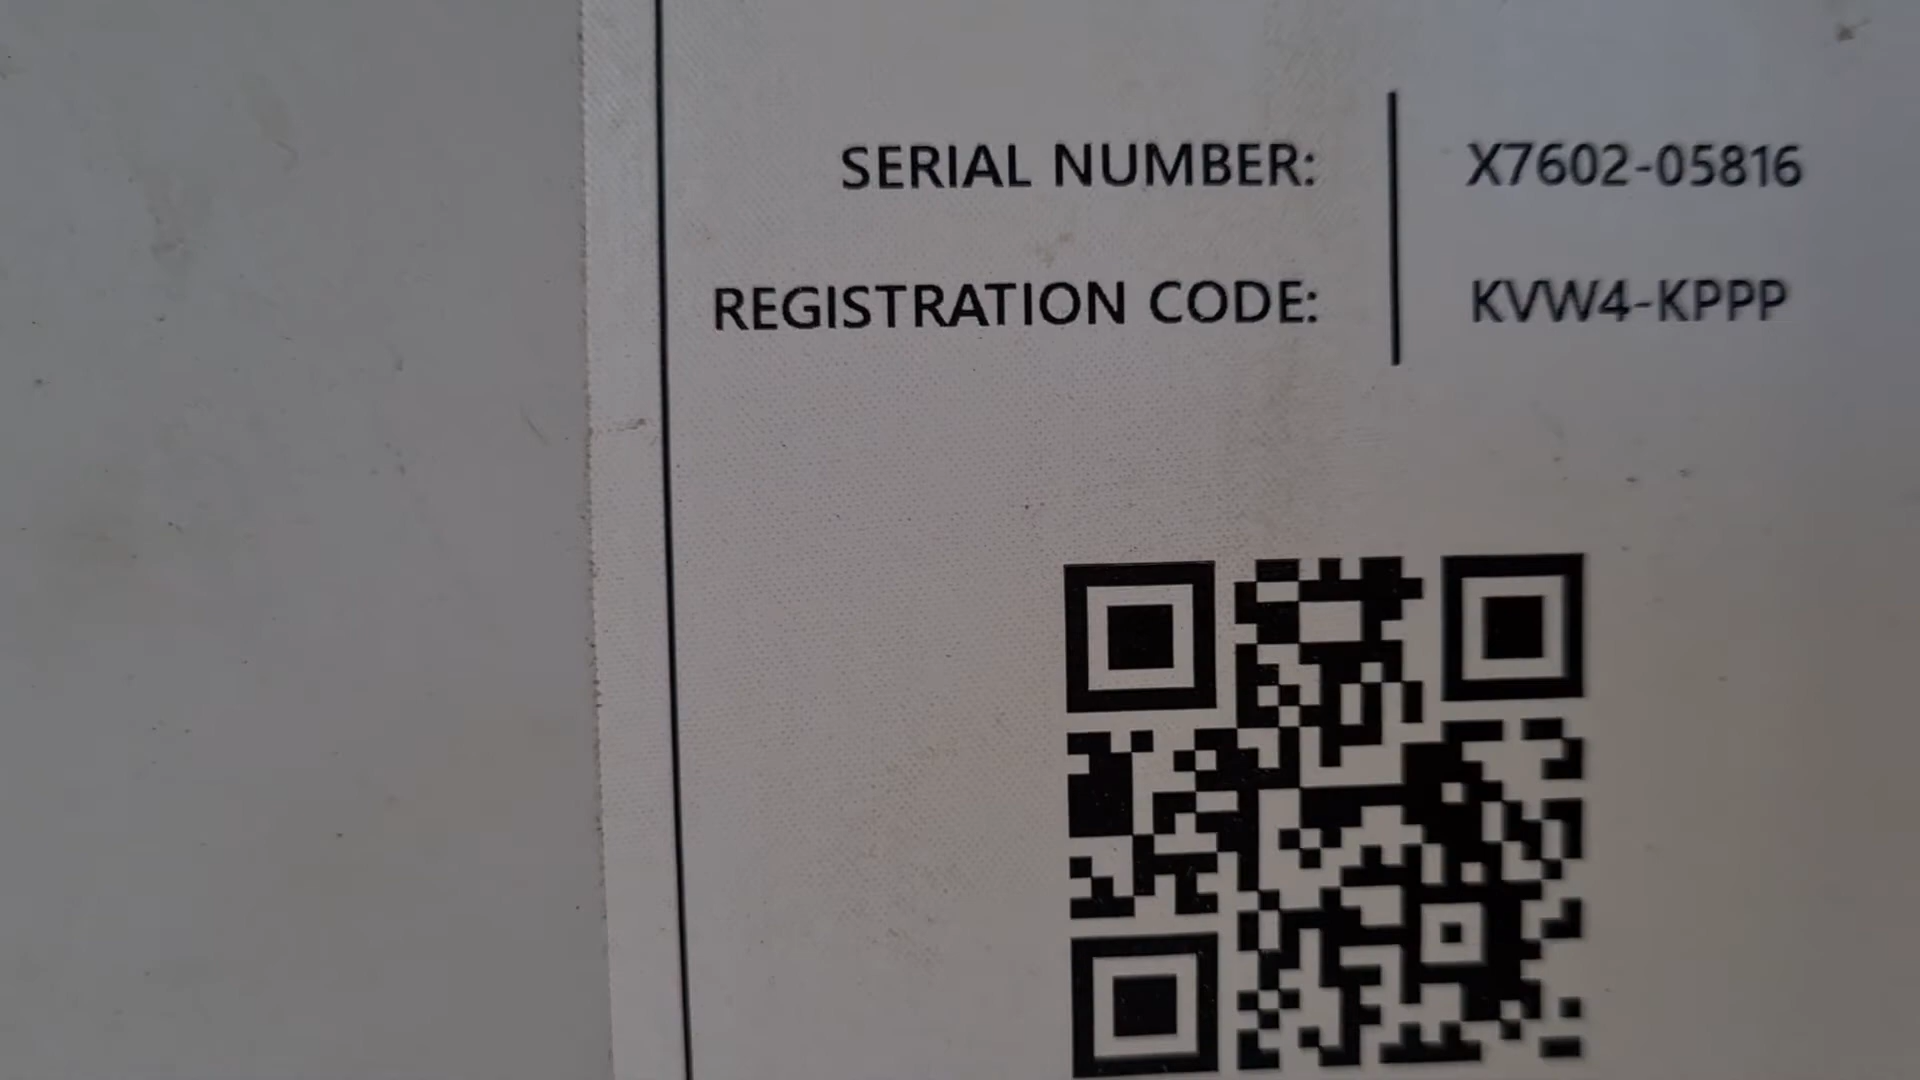 SERIAL NUMBER: X7602-05816
REGISTRATION CODE: KVW4-KPPP